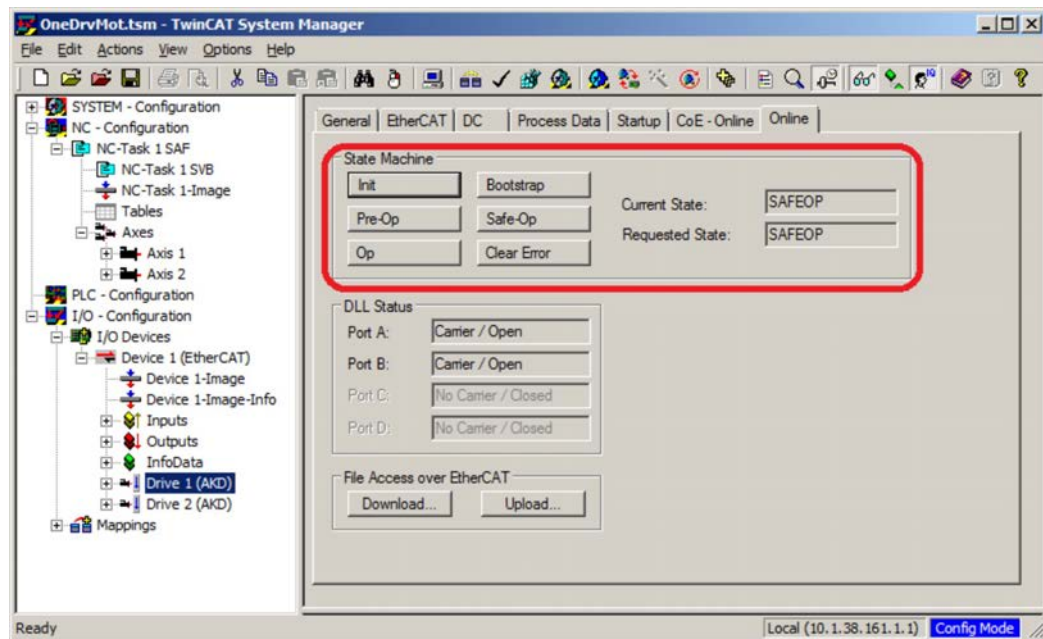 OneDrvMot.tsm - TwinCAT System Manager
File Edit Actions View Options Help
SYSTEM - Configuration
NC - Configuration
NC-Task 1 SAF
NC-Task 1 SVB
NC-Task 1-Image
Tables
Axes
Axis 1
Axis 2
PLC - Configuration
I/O - Configuration
I/O Devices
Device 1 (EtherCAT)
Device 1-Image
Device 1-Image-Info
Inputs
Outputs
InfoData
Drive 1 (AKD)
Drive 2 (AKD)
Mappings
General EtherCAT DC Process Data Startup CoE - Online Online
State Machine
Init Bootstrap
Pre-Op Safe-Op
Op Clear Error
Current State: SAFEOP
Requested State: SAFEOP
DLL Status
Port A: Carrier / Open
Port B: Carrier / Open
Port C: No Carrier / Closed
Port D: No Carrier / Closed
File Access over EtherCAT
Download... Upload...
Ready Local (10.1.38.161.1.1) Config Mode